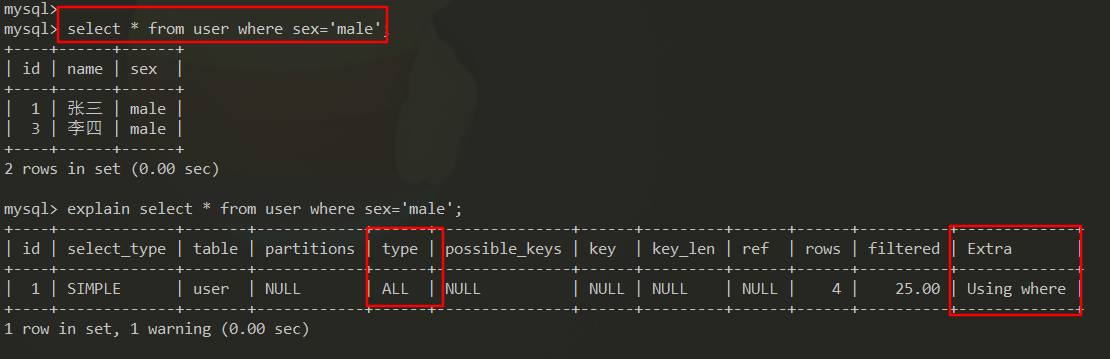 mysql>
mysql> select * from user where sex='male';
+----+------+------+
| id | name | sex  |
+----+------+------+
|  1 | 张三 | male |
|  3 | 李四 | male |
+----+------+------+
2 rows in set (0.00 sec)
mysql> explain select * from user where sex='male';
+----+-------------+-------+------------+------+---------------+------+---------+------+------+----------+-------------+
| id | select_type | table | partitions | type | possible_keys | key  | key_len | ref  | rows | filtered | Extra       |
+----+-------------+-------+------------+------+---------------+------+---------+------+------+----------+-------------+
|  1 | SIMPLE      | user  | NULL       | ALL  | NULL          | NULL | NULL    | NULL |    4 |    25.00 | Using where |
+----+-------------+-------+------------+------+---------------+------+---------+------+------+----------+-------------+
1 row in set, 1 warning (0.00 sec)